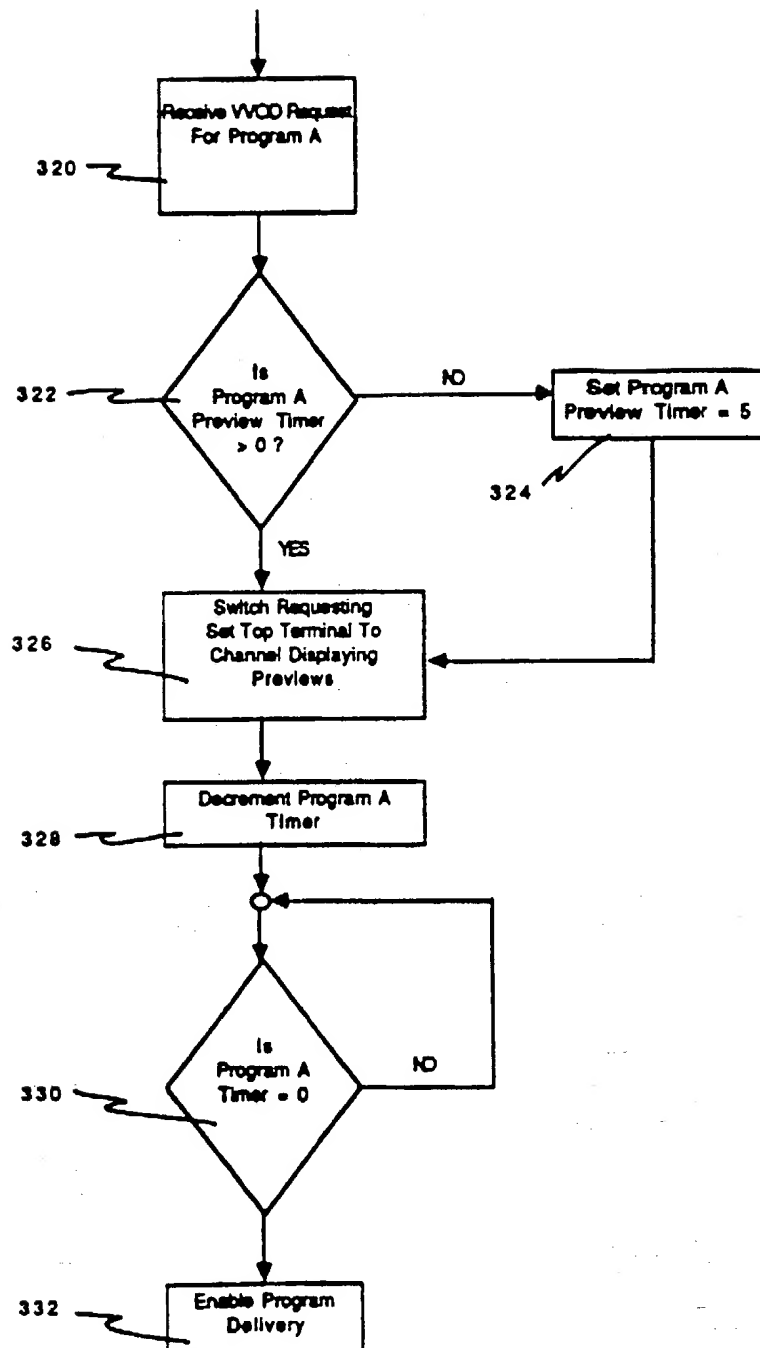 Receive VVOD Request
For Program A
320
Is
Program A
Preview Timer
> 0 ?
322
NO
Set Program A
Preview Timer = 5
324
YES
Switch Requesting
Set Top Terminal To
Channel Displaying
Previews
326
Decrement Program A
Timer
328
Is
Program A
Timer = 0
NO
330
Enable Program
Delivery
332